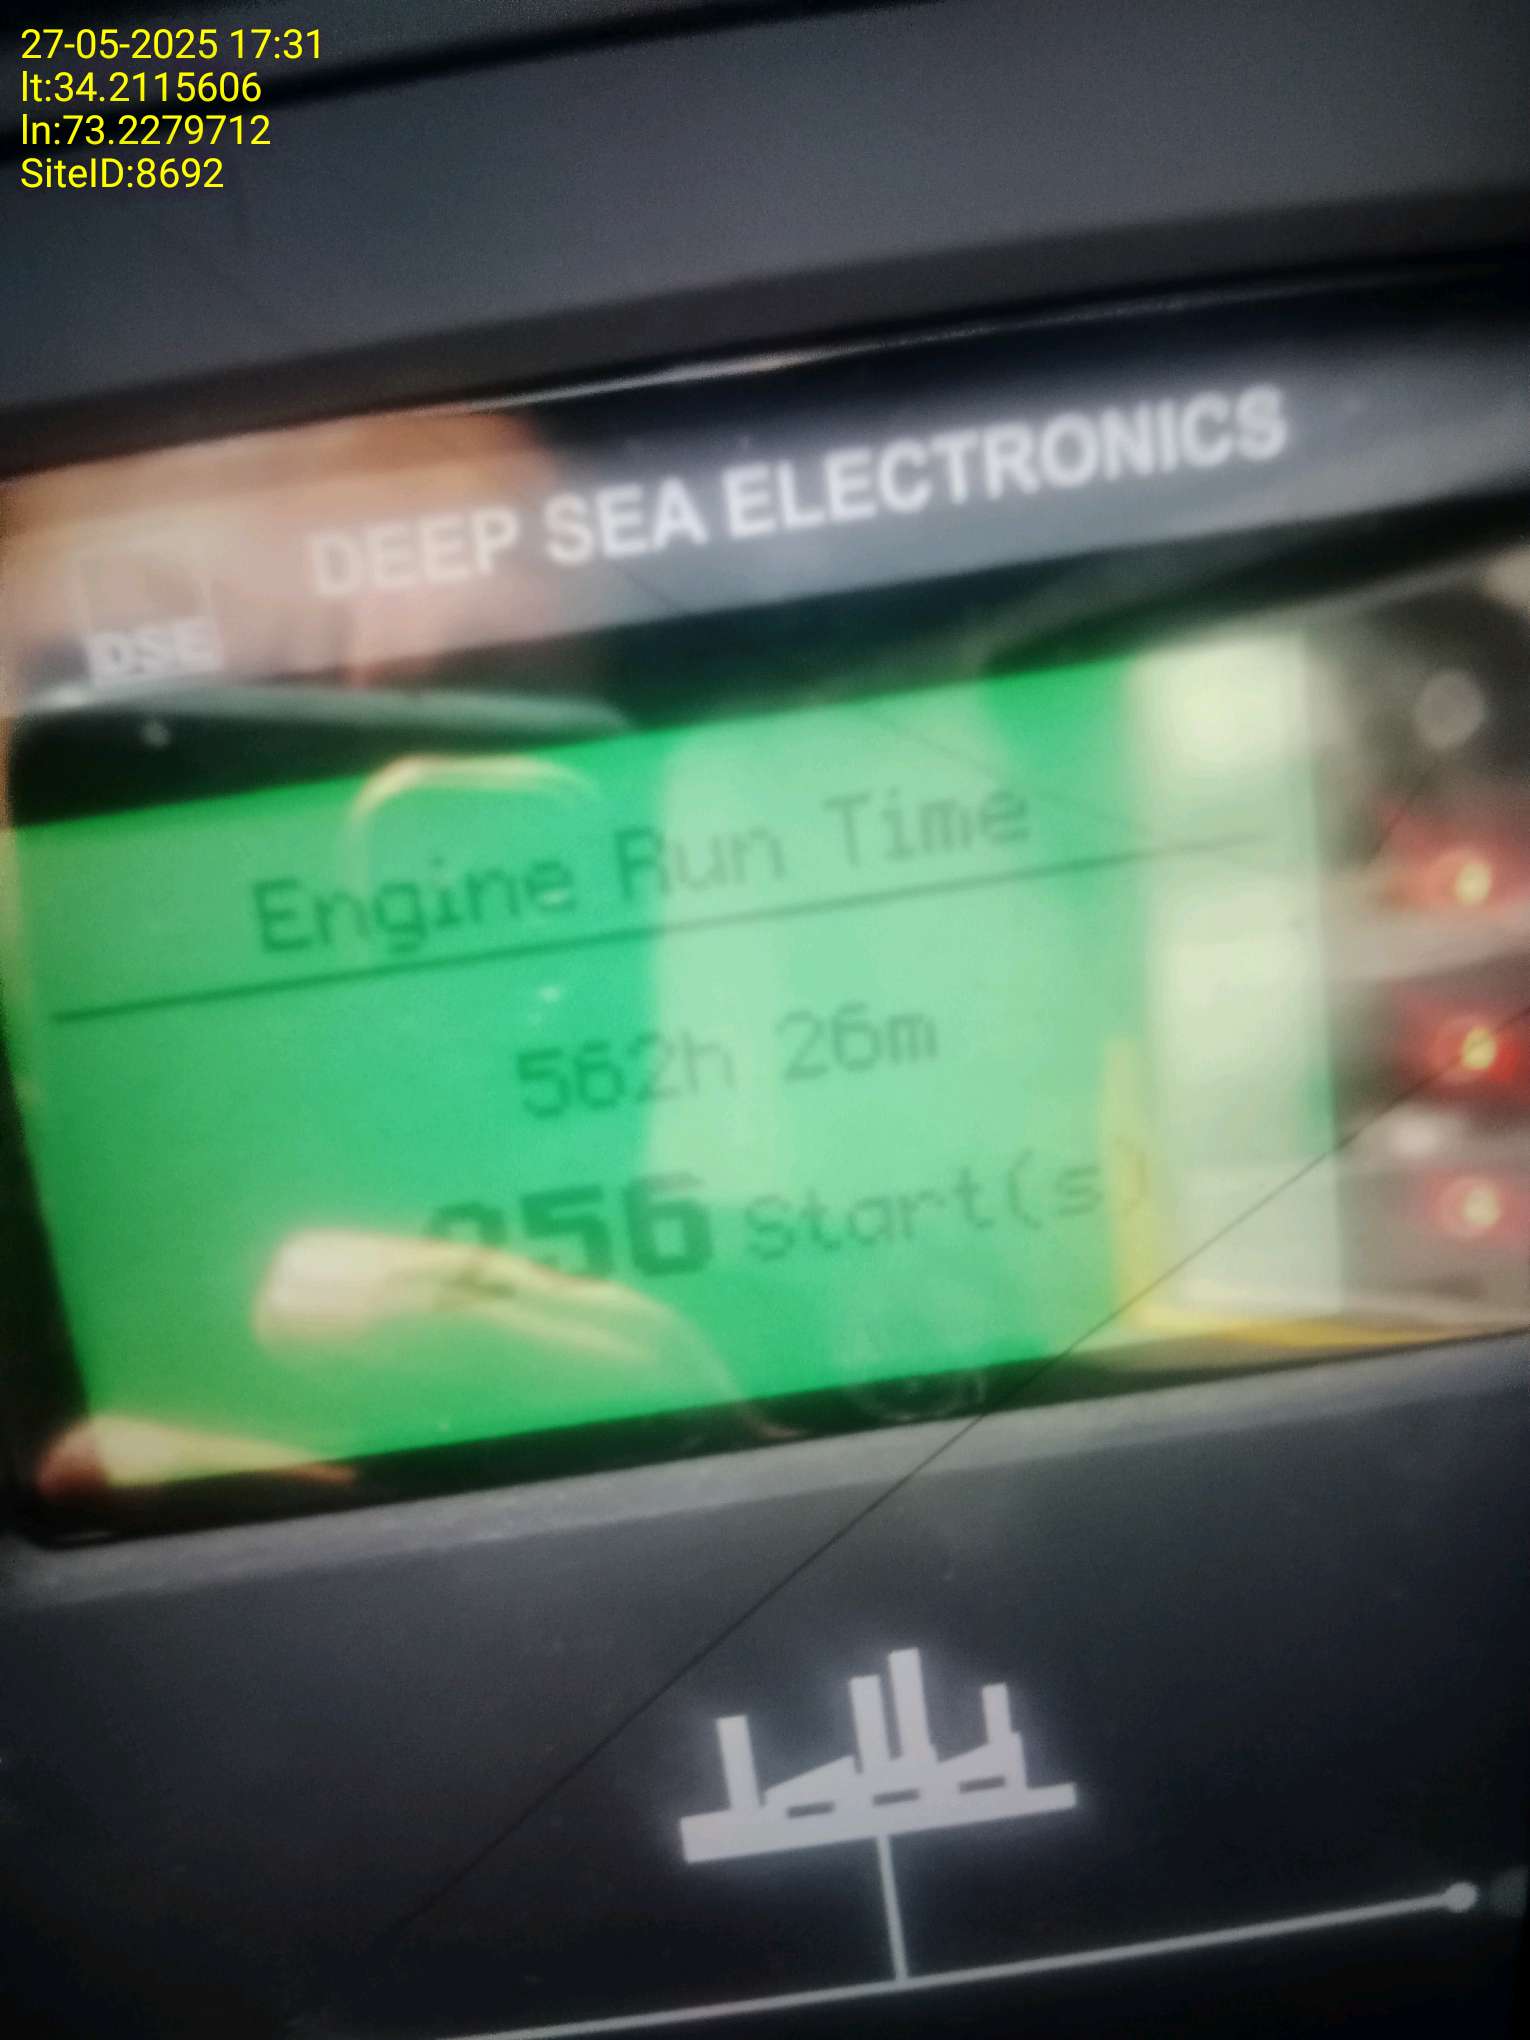 27-05-2025 17:31
lt:34.2115606
ln:73.2279712
SiteID:8692
DEEP SEA ELECTRONICS
DSE
Engine Run Time
562h 26m
Start(s)